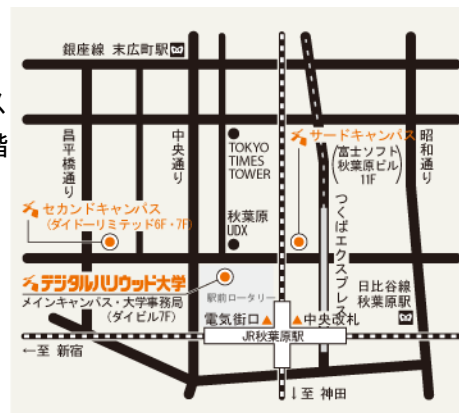 銀座線 末広町駅
ス
階
昌平橋通り
中央通り
TOKYO
TIMES
TOWER
サードキャンパス
(富士ソフト
秋葉原ビル
11F)
昭和通り
つくばエクスプレス
セカンドキャンパス
(ダイドーリミテッド6F・7F)
秋葉原
UDX
デジタルハリウッド大学
メインキャンパス・大学事務局
(ダイビル7F)
駅前ロータリー
日比谷線
秋葉原駅
電気街口▲
▲中央改札
JR秋葉原駅
←至 新宿
↓至 神田